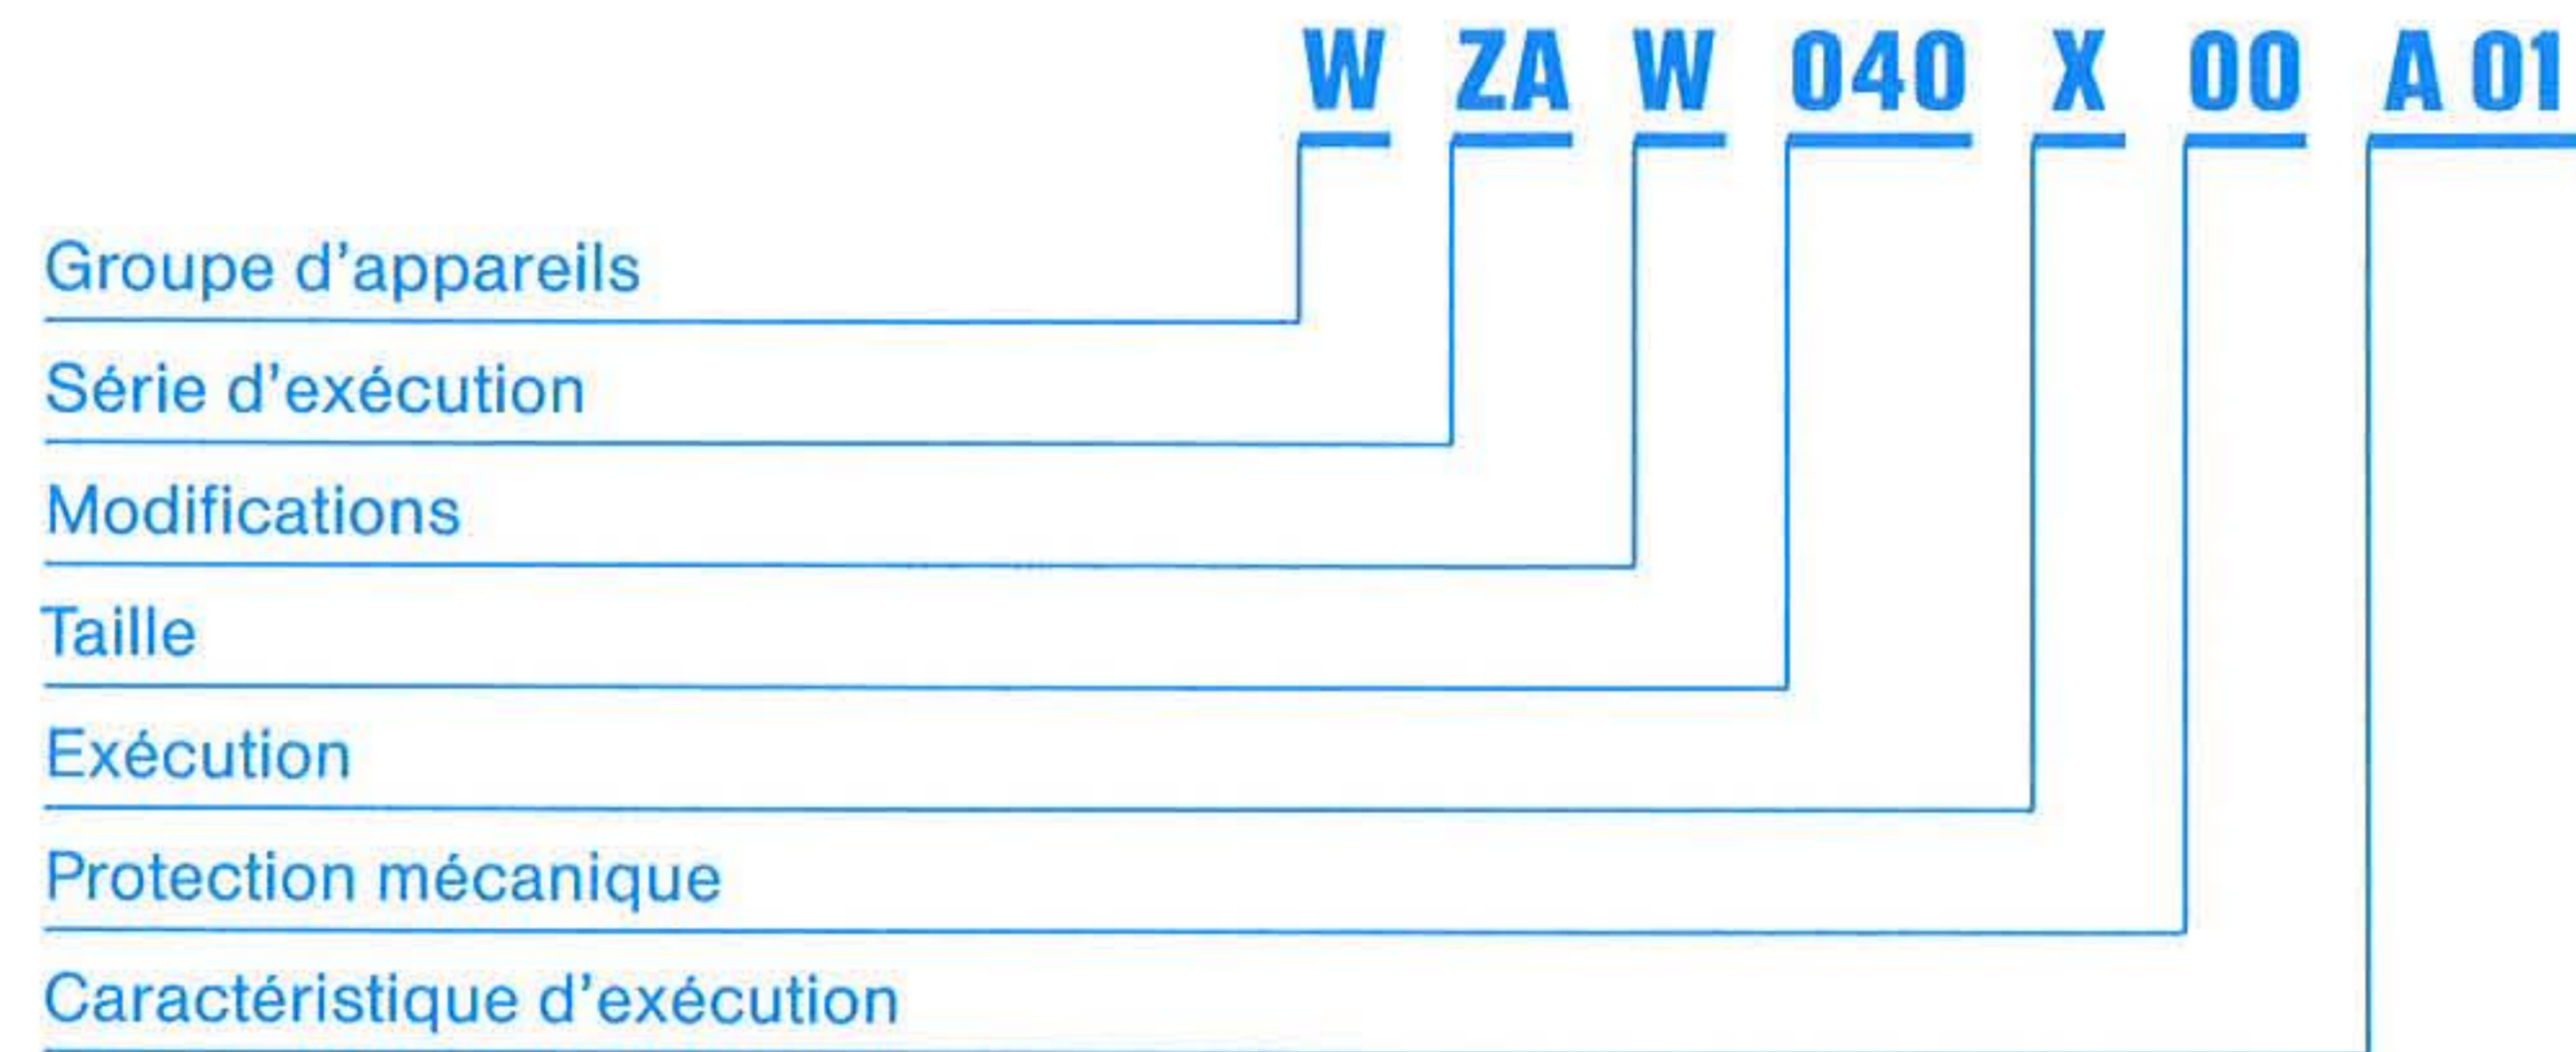 W ZA W 040 X 00 A 01
Groupe d’appareils
Série d’exécution
Modifications
Taille
Exécution
Protection mécanique
Caractéristique d’exécution